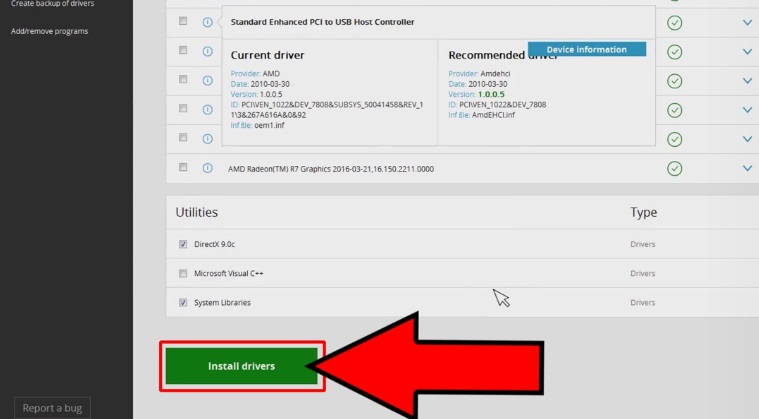 Create backup of drivers
Add/remove programs
Standard Enhanced PCI to USB Host Controller
Device information
Current driver
Provider: AMD
Date: 2010-03-30
Version: 1.0.0.5
ID: PCI\VEN_1022&DEV_7808&SUBSYS_50041458&REV_1
1\3&267A616A&0&92
Inf file: oem1.inf
Recommended driver
Provider: Amdehci
Date: 2010-03-30
Version: 1.0.0.5
ID: PCI\VEN_1022&DEV_7808
Inf file: AmdEHCI.inf
AMD Radeon(TM) R7 Graphics 2016-03-21,16.150.2211.0000
Utilities
Type
DirectX 9.0c
Drivers
Microsoft Visual C++
Drivers
System Libraries
Drivers
Install drivers
Report a bug